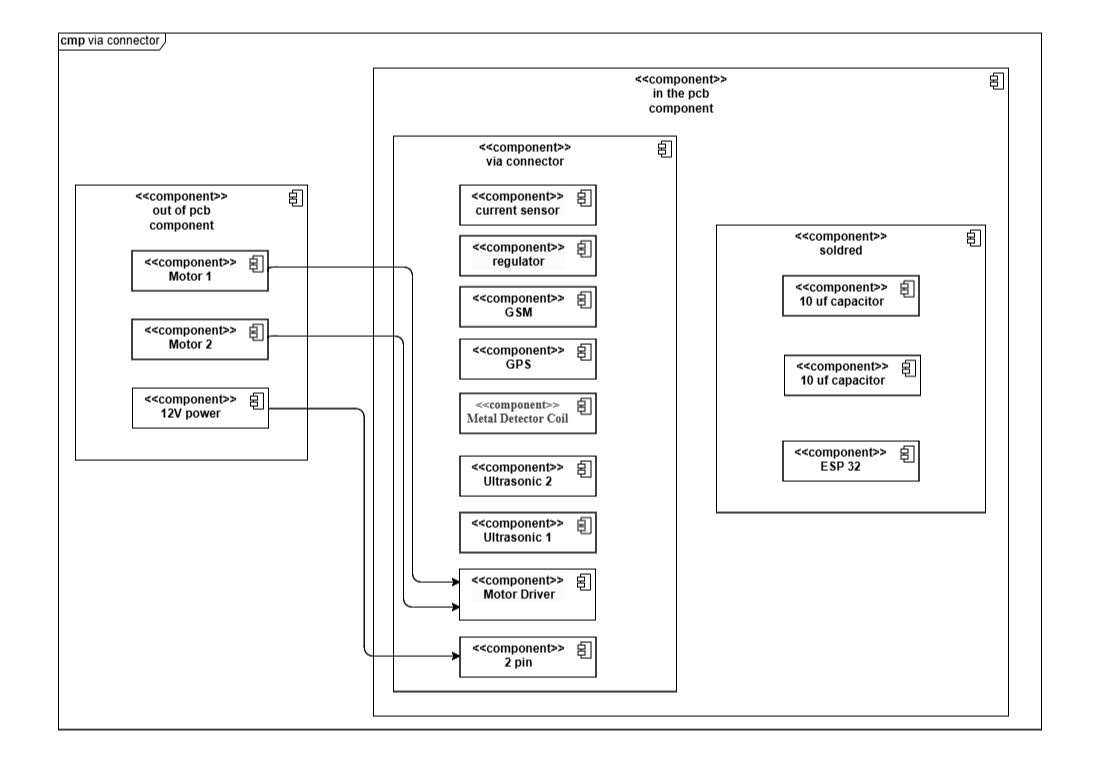 cmp via connector
<<component>>
in the pcb
component
<<component>>
via connector
<<component>>
current sensor
<<component>>
regulator
<<component>>
GSM
<<component>>
GPS
<<component>>
Metal Detector Coil
<<component>>
Ultrasonic 2
<<component>>
Ultrasonic 1
<<component>>
Motor Driver
<<component>>
2 pin
<<component>>
out of pcb
component
<<component>>
Motor 1
<<component>>
Motor 2
<<component>>
12V power
<<component>>
soldred
<<component>>
10 uf capacitor
<<component>>
10 uf capacitor
<<component>>
ESP 32